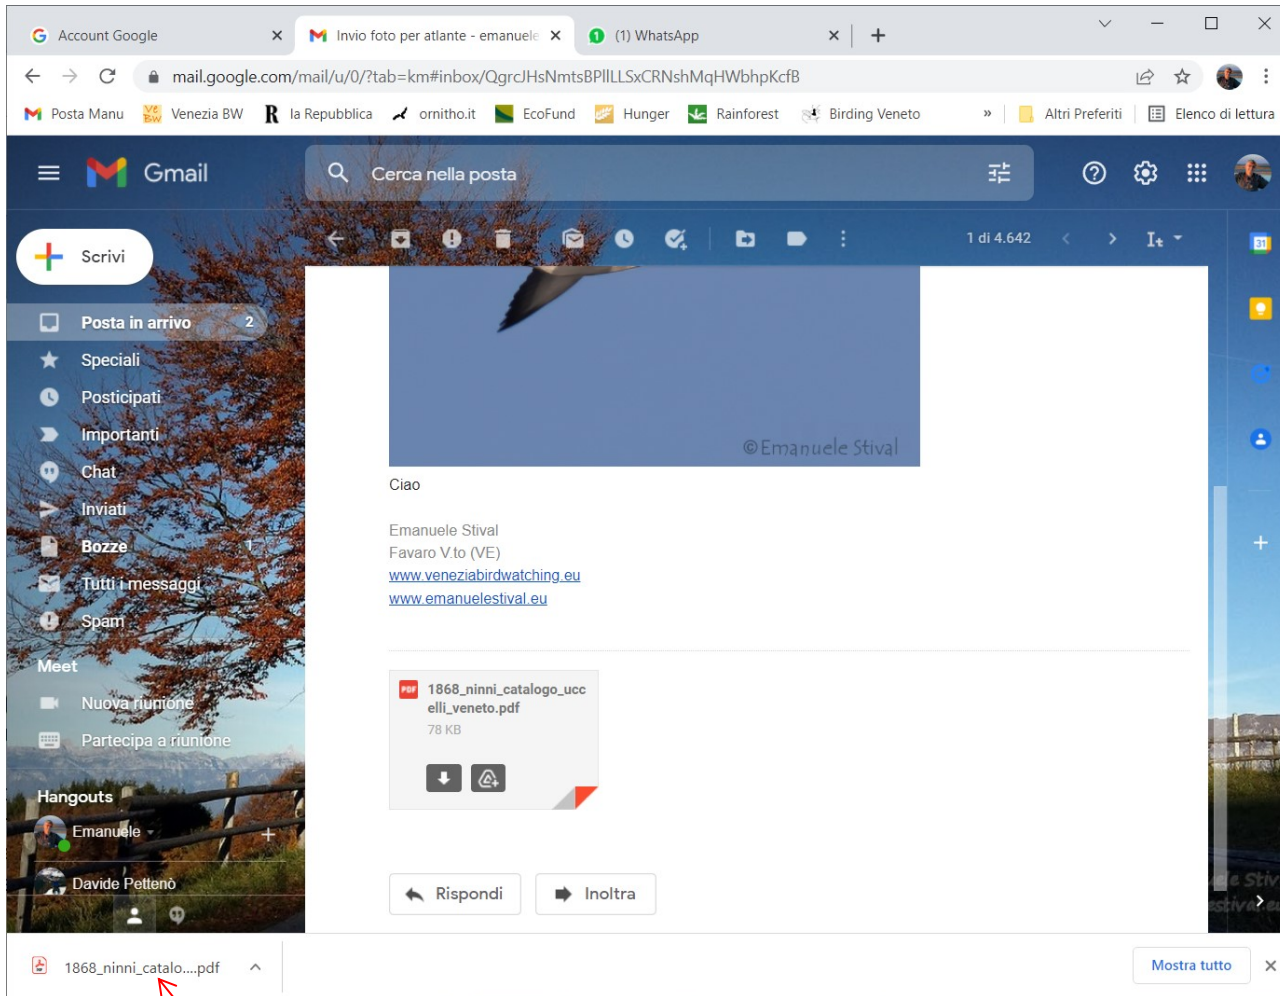 Account Google
Invio foto per atlante - emanuele
(1) WhatsApp
mail.google.com/mail/u/0/?tab=km#inbox/QgrcJHsNmtsBPllLLSxCRNshMqHWbhpKcfB
Posta Manu
Venezia BW
la Repubblica
ornitho.it
EcoFund
Hunger
Rainforest
Birding Veneto
»
Altri Preferiti
Elenco di lettura
Gmail
Cerca nella posta
Scrivi
1 di 4.642
31
Posta in arrivo 2
Speciali
Posticipati
Importanti
Chat
Inviati
Bozze 1
Tutti i messaggi
Spam
Meet
Nuova riunione
Partecipa a riunione
Hangouts
Emanuele
Davide Pettenò
©Emanuele Stival
Ciao
Emanuele Stival
Favaro V.to (VE)
www.veneziabirdwatching.eu
www.emanuelestival.eu
PDF 1868_ninni_catalogo_ucc
elli_veneto.pdf
78 KB
Rispondi
Inoltra
1868_ninni_catalo....pdf
Mostra tutto